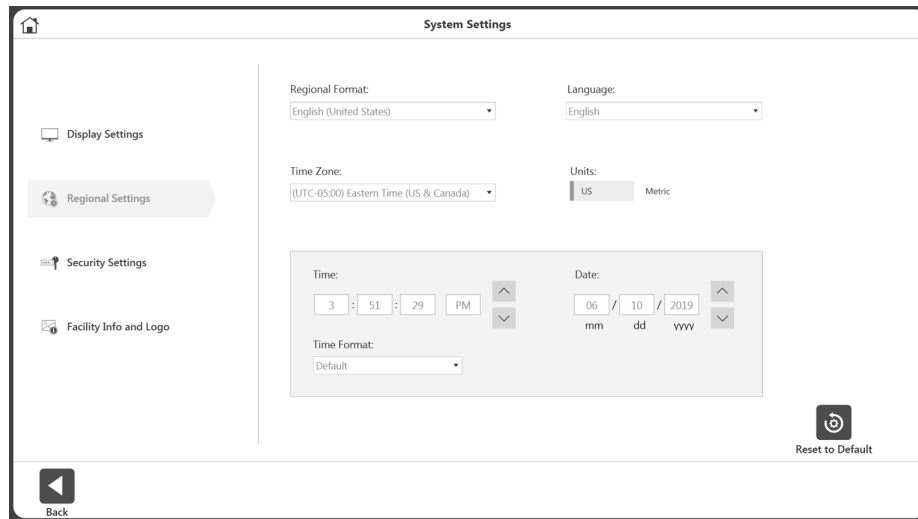 System Settings
Display Settings
Regional Settings
Security Settings
Facility Info and Logo
Regional Format:
English (United States)
Language:
English
Time Zone:
(UTC-05:00) Eastern Time (US & Canada)
Units:
US Metric
Time:
3 : 51 : 29 PM
Date:
06 / 10 / 2019
mm dd yyyy
Time Format:
Default
Reset to Default
Back